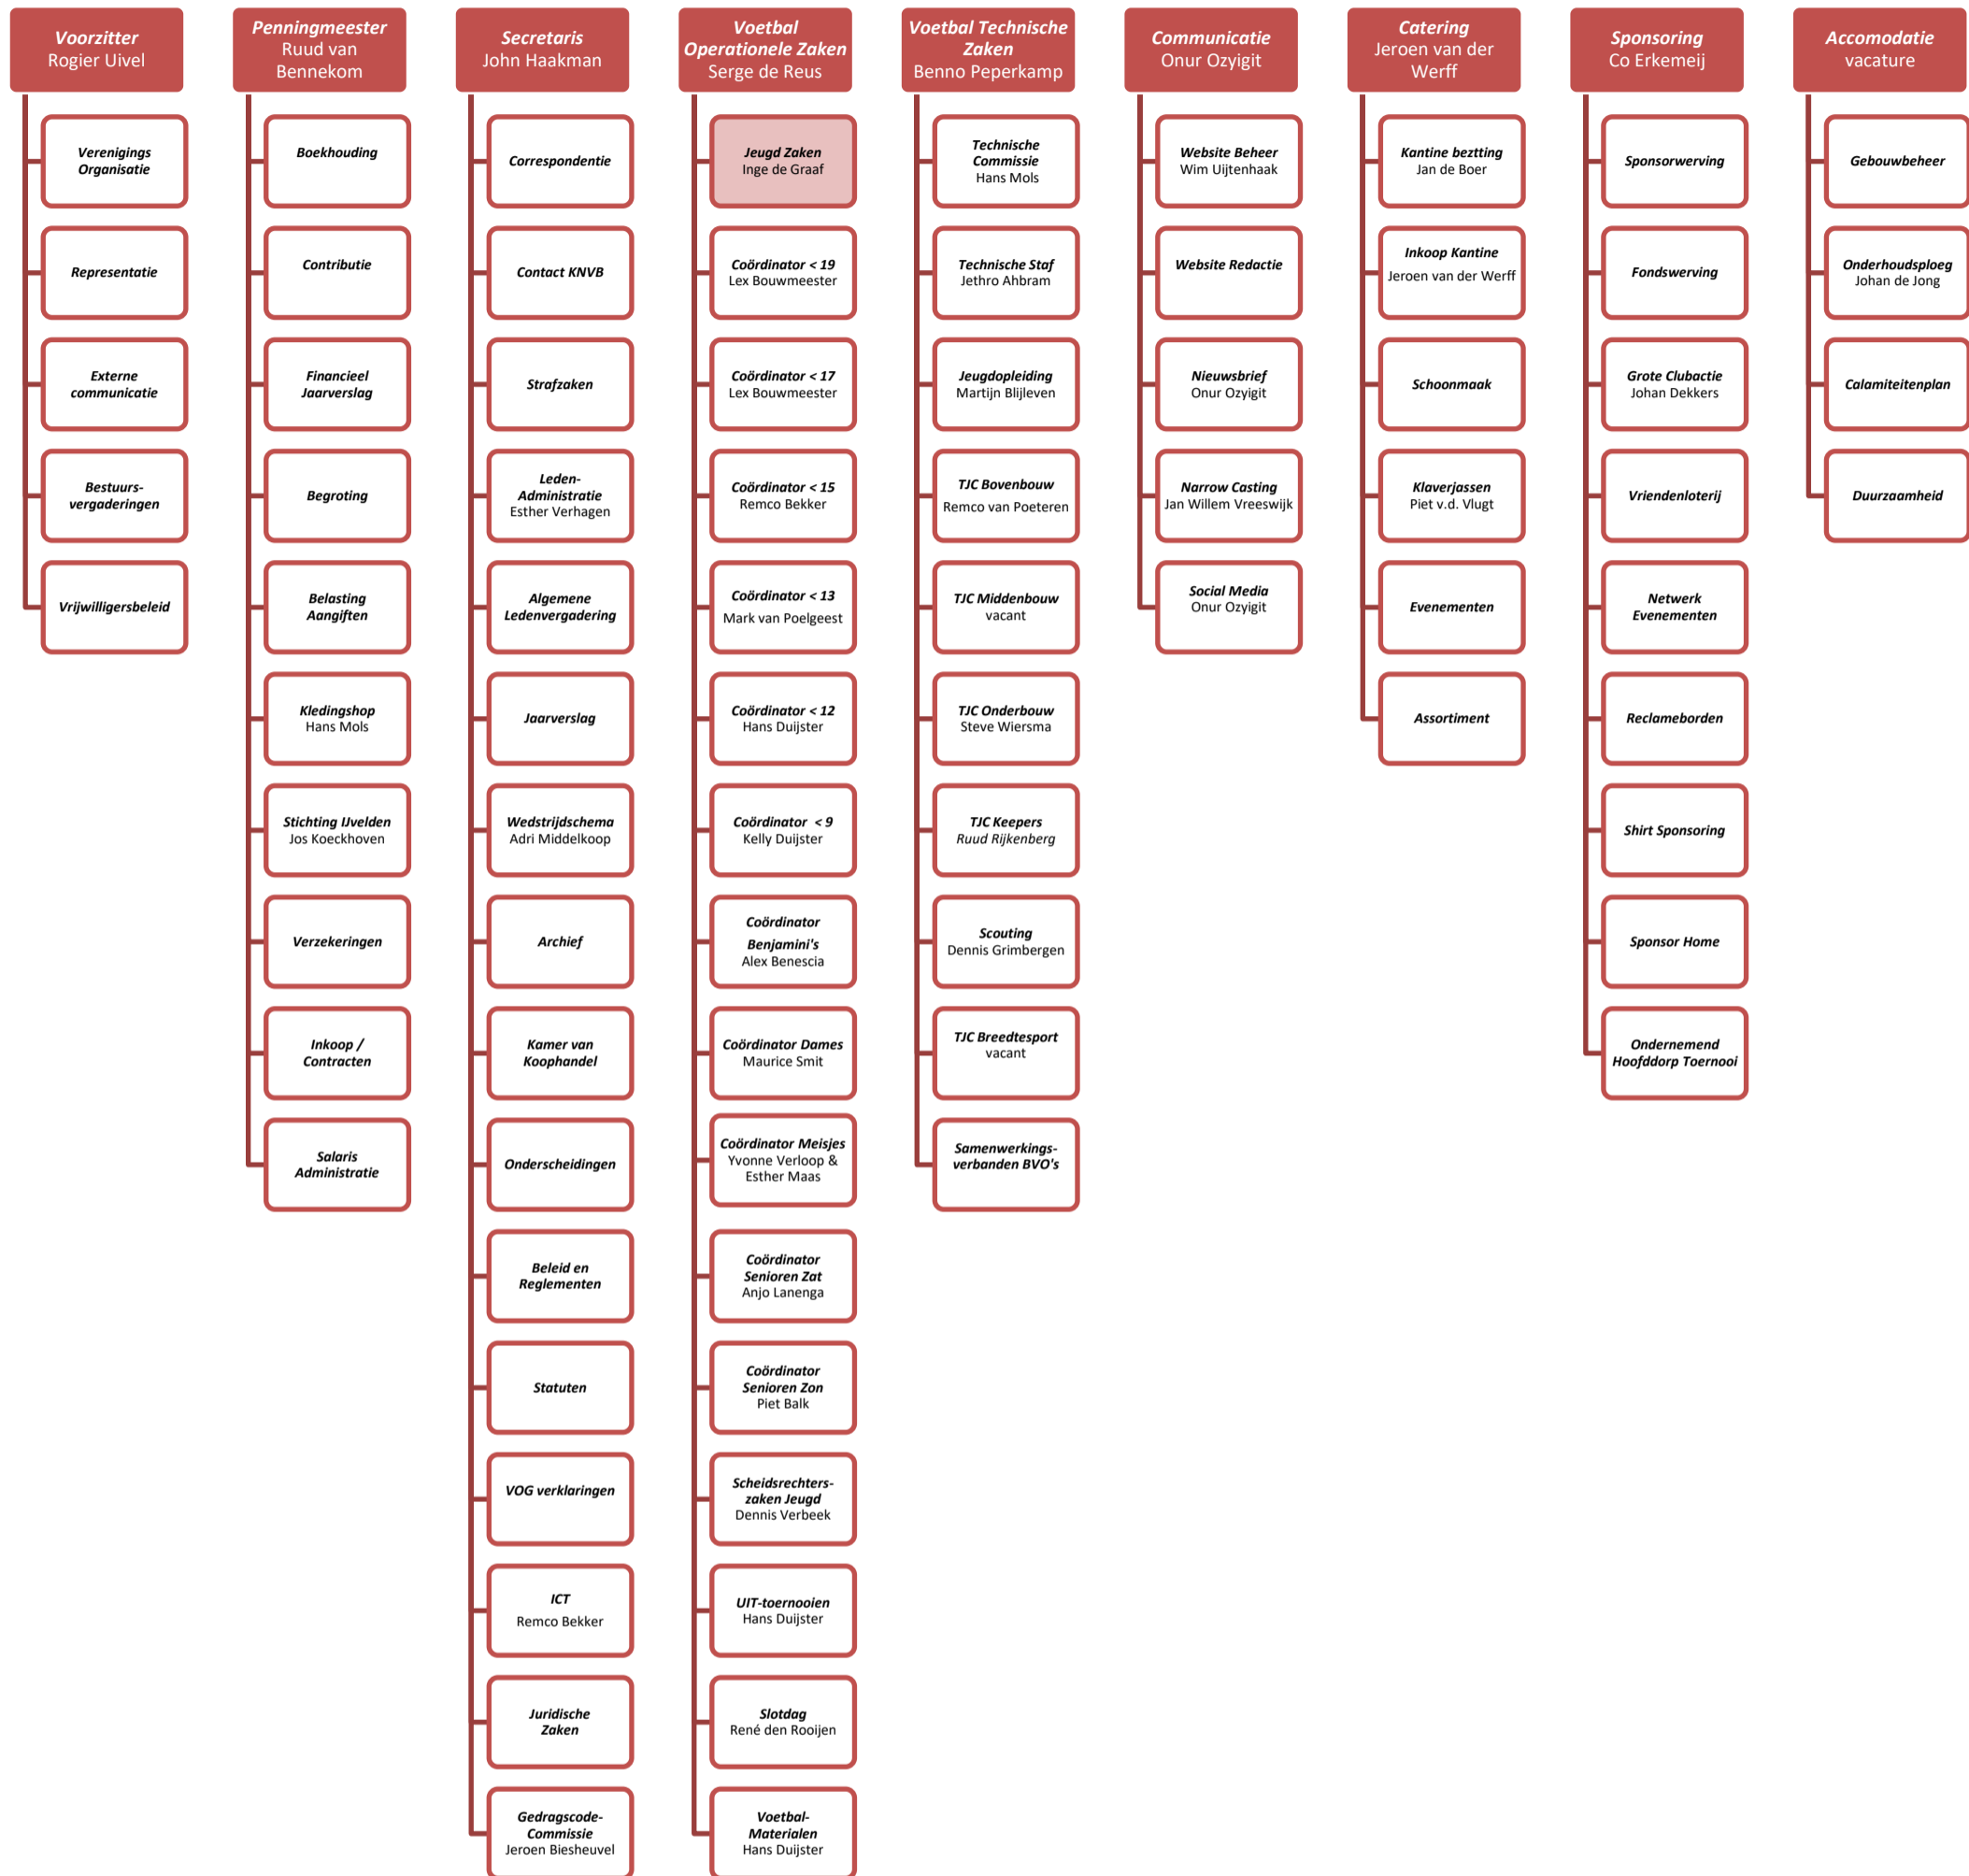 Voorzitter
Rogier Uivel
Verenigings
Organisatie
Representatie
Externe
communicatie
Bestuurs-
vergaderingen
Vrijwilligersbeleid
Penningmeester
Ruud van
Bennekom
Boekhouding
Contributie
Financieel
Jaarverslag
Begroting
Belasting
Aangiften
Kledingshop
Hans Mols
Stichting IJvelden
Jos Koeckhoven
Verzekeringen
Inkoop /
Contracten
Salaris
Administratie
Secretaris
John Haakman
Correspondentie
Contact KNVB
Strafzaken
Leden-
Administratie
Esther Verhagen
Algemene
Ledenvergadering
Jaarverslag
Wedstrijdschema
Adri Middelkoop
Archief
Kamer van
Koophandel
Onderscheidingen
Beleid en
Reglementen
Statuten
VOG verklaringen
ICT
Remco Bekker
Juridische
Zaken
Gedragscode-
Commissie
Jeroen Biesheuvel
Voetbal
Operationele Zaken
Serge de Reus
Jeugd Zaken
Inge de Graaf
Coördinator < 19
Lex Bouwmeester
Coördinator < 17
Lex Bouwmeester
Coördinator < 15
Remco Bekker
Coördinator < 13
Mark van Poelgeest
Coördinator < 12
Hans Duijster
Coördinator  < 9
Kelly Duijster
Coördinator
Benjamini's
Alex Benescia
Coördinator Dames
Maurice Smit
Coördinator Meisjes
Yvonne Verloop &
Esther Maas
Coördinator
Senioren Zat
Anjo Lanenga
Coördinator
Senioren Zon
Piet Balk
Scheidsrechters-
zaken Jeugd
Dennis Verbeek
UIT-toernooien
Hans Duijster
Slotdag
René den Rooijen
Voetbal-
Materialen
Hans Duijster
Voetbal Technische
Zaken
Benno Peperkamp
Technische
Commissie
Hans Mols
Technische Staf
Jethro Ahbram
Jeugdopleiding
Martijn Blijleven
TJC Bovenbouw
Remco van Poeteren
TJC Middenbouw
vacant
TJC Onderbouw
Steve Wiersma
TJC Keepers
Ruud Rijkenberg
Scouting
Dennis Grimbergen
TJC Breedtesport
vacant
Samenwerkings-
verbanden BVO's
Communicatie
Onur Ozyigit
Website Beheer
Wim Uijtenhaak
Website Redactie
Nieuwsbrief
Onur Ozyigit
Narrow Casting
Jan Willem Vreeswijk
Social Media
Onur Ozyigit
Catering
Jeroen van der
Werff
Kantine beztting
Jan de Boer
Inkoop Kantine
Jeroen van der Werff
Schoonmaak
Klaverjassen
Piet v.d. Vlugt
Evenementen
Assortiment
Sponsoring
Co Erkemeij
Sponsorwerving
Fondswerving
Grote Clubactie
Johan Dekkers
Vriendenloterij
Netwerk
Evenementen
Reclameborden
Shirt Sponsoring
Sponsor Home
Ondernemend
Hoofddorp Toernooi
Accomodatie
vacature
Gebouwbeheer
Onderhoudsploeg
Johan de Jong
Calamiteitenplan
Duurzaamheid